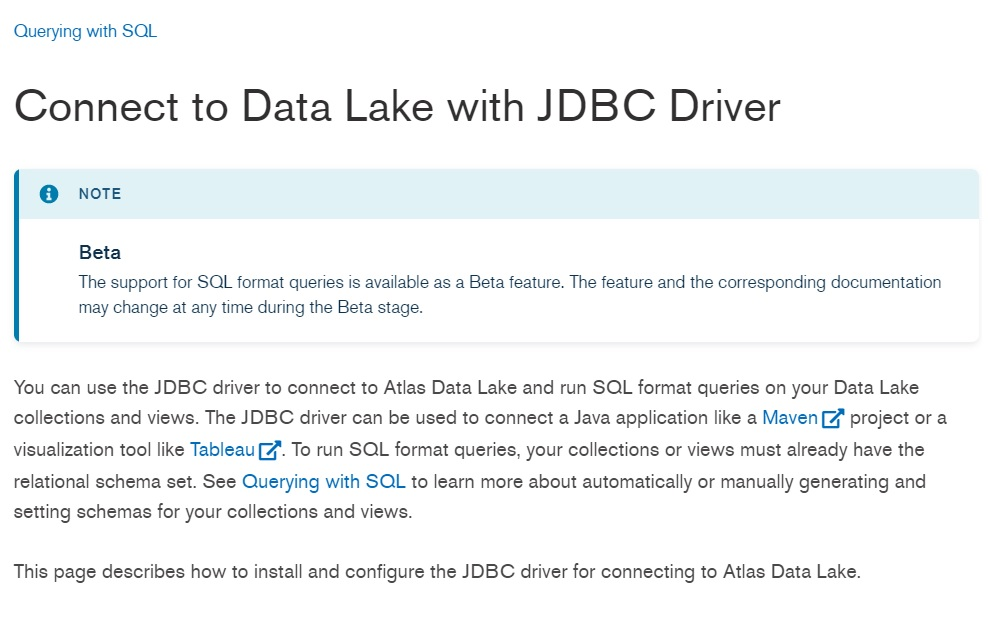 Querying with SQL
Connect to Data Lake with JDBC Driver
NOTE
Beta
The support for SQL format queries is available as a Beta feature. The feature and the corresponding documentation
may change at any time during the Beta stage.
You can use the JDBC driver to connect to Atlas Data Lake and run SQL format queries on your Data Lake
collections and views. The JDBC driver can be used to connect a Java application like a Maven project or a
visualization tool like Tableau. To run SQL format queries, your collections or views must already have the
relational schema set. See Querying with SQL to learn more about automatically or manually generating and
setting schemas for your collections and views.
This page describes how to install and configure the JDBC driver for connecting to Atlas Data Lake.